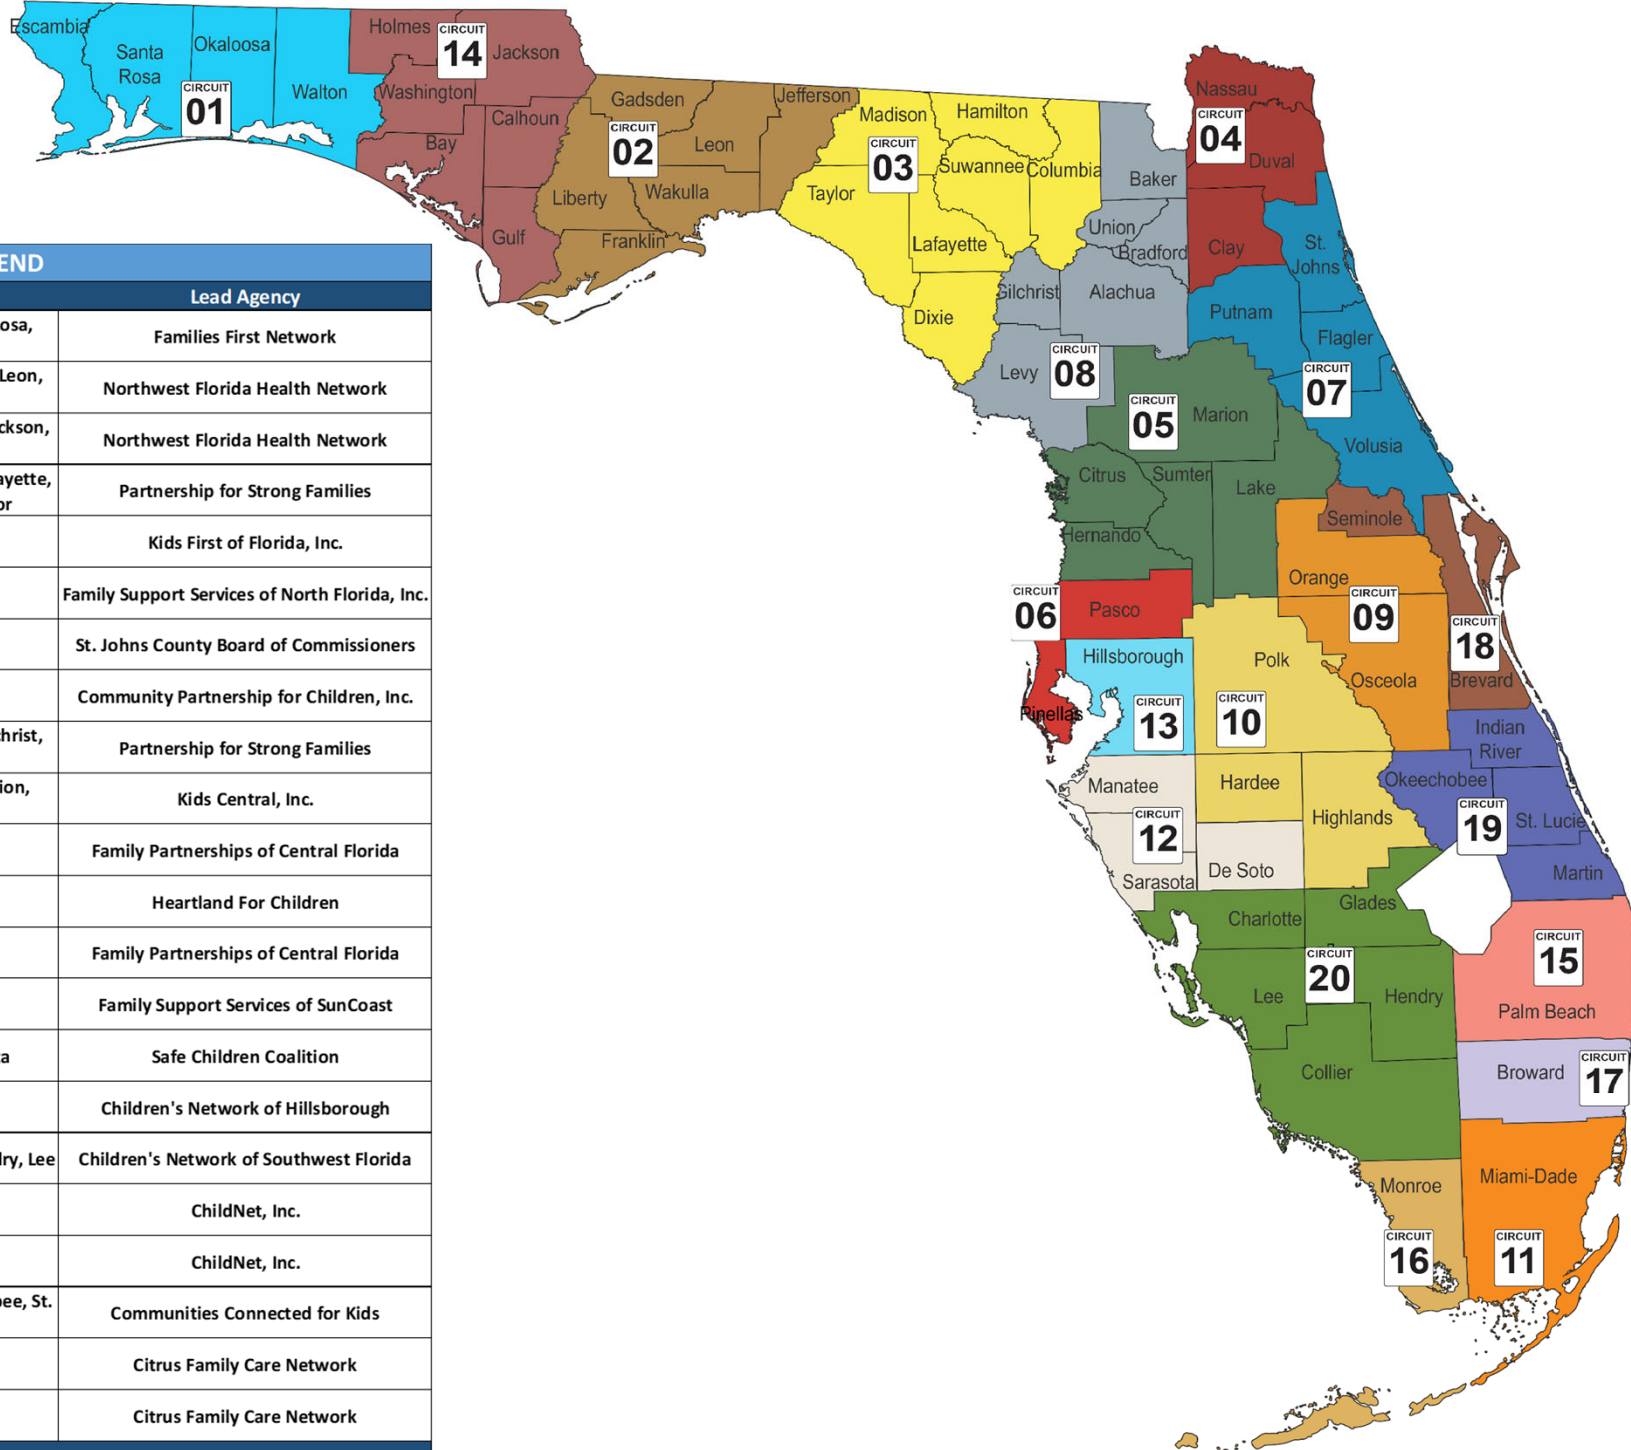 Escambia
Santa
Rosa
Okaloosa
Walton
CIRCUIT
01
Holmes
CIRCUIT
14
Jackson
Washington
Calhoun
Bay
Gulf
Gadsden
Jefferson
CIRCUIT
02
Leon
Liberty
Wakulla
Franklin
Madison
Hamilton
CIRCUIT
03
Suwannee
Columbia
Taylor
Lafayette
Dixie
Nassau
CIRCUIT
04
Duval
Clay
Baker
Union
Bradford
Gilchrist
Alachua
Levy
CIRCUIT
08
St.
Johns
Putnam
Flagler
CIRCUIT
07
Volusia
CIRCUIT
05
Marion
Citrus
Sumter
Lake
Hernando
Seminole
Orange
CIRCUIT
09
Osceola
CIRCUIT
18
Brevard
CIRCUIT
06
Pasco
Pinellas
Hillsborough
CIRCUIT
13
Polk
CIRCUIT
10
Hardee
Highlands
Manatee
CIRCUIT
12
Sarasota
De Soto
Indian
River
Okeechobee
CIRCUIT
19
St. Lucie
Martin
Charlotte
Glades
CIRCUIT
20
Lee
Hendry
Collier
CIRCUIT
15
Palm Beach
Broward
CIRCUIT
17
Monroe
CIRCUIT
16
Miami-Dade
CIRCUIT
11
END
Lead Agency
osa,
Families First Network
Leon,
Northwest Florida Health Network
ckson,
Northwest Florida Health Network
ayette,
or
Partnership for Strong Families
Kids First of Florida, Inc.
Family Support Services of North Florida, Inc.
St. Johns County Board of Commissioners
Community Partnership for Children, Inc.
christ,
Partnership for Strong Families
ion,
Kids Central, Inc.
Family Partnerships of Central Florida
Heartland For Children
Family Partnerships of Central Florida
Family Support Services of SunCoast
ta
Safe Children Coalition
Children's Network of Hillsborough
dry, Lee
Children's Network of Southwest Florida
ChildNet, Inc.
ChildNet, Inc.
bee, St.
Communities Connected for Kids
Citrus Family Care Network
Citrus Family Care Network